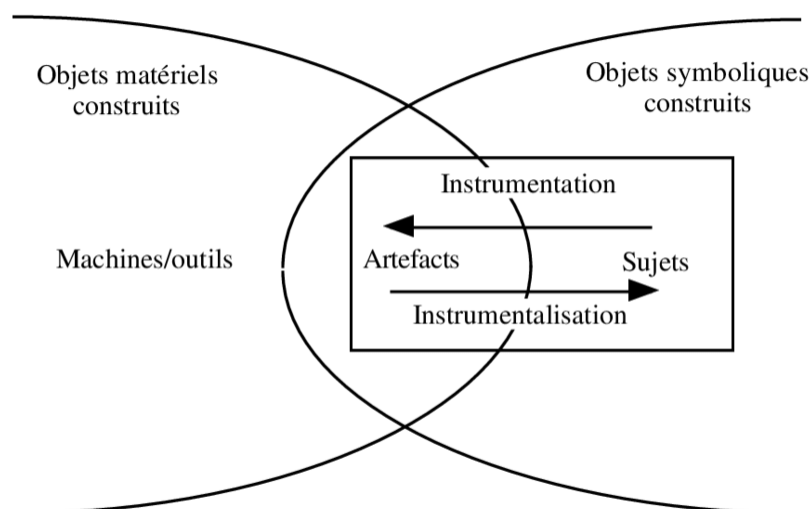 Objets matériels
construits
Objets symboliques
construits
Instrumentation
Machines/outils
Artefacts
Sujets
Instrumentalisation